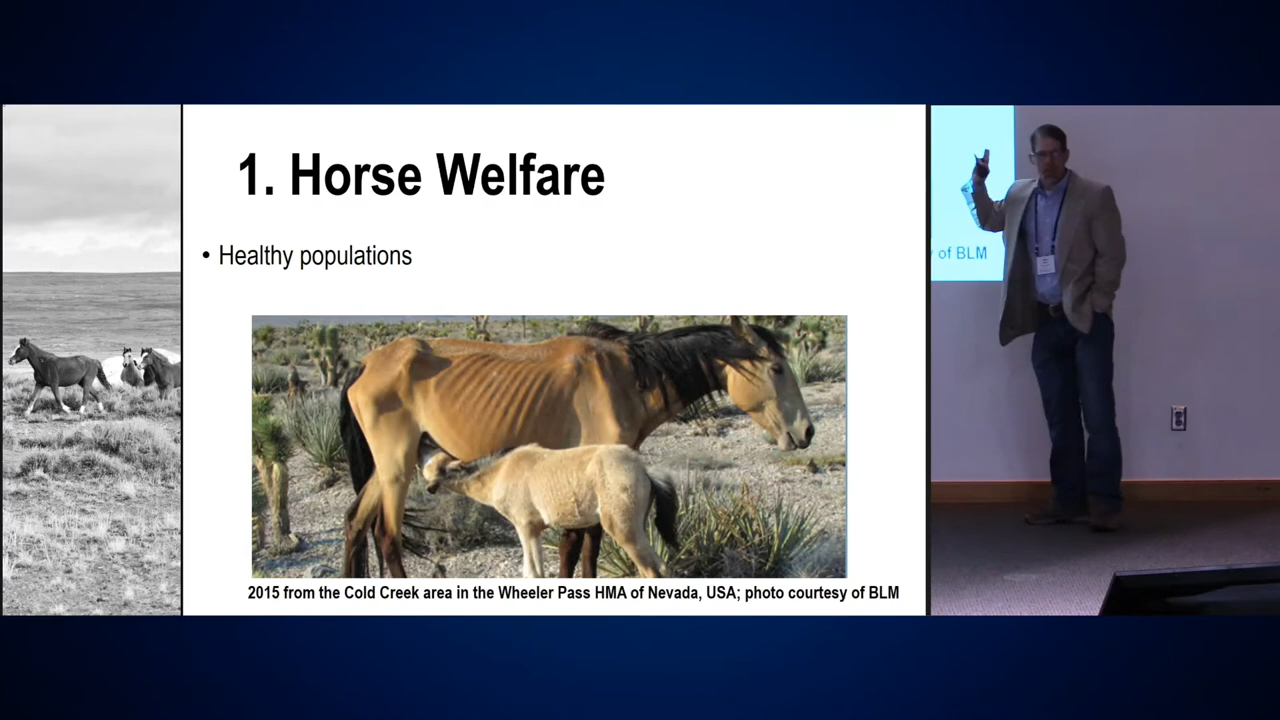 1. Horse Welfare
• Healthy populations
2015 from the Cold Creek area in the Wheeler Pass HMA of Nevada, USA; photo courtesy of BLM
of BLM